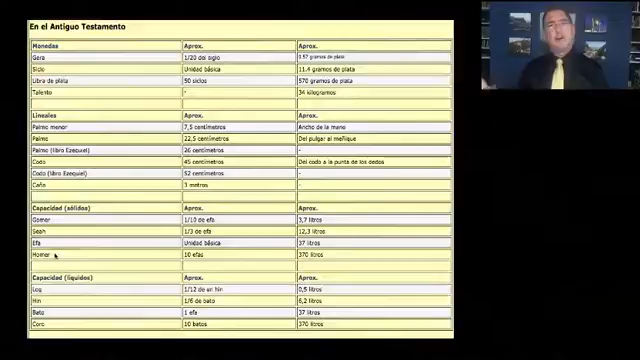 En el Antiguo Testamento
Monedas Aprox. Aprox.
Gera 1/20 del siglo 0.57 gramos de plata
Siclo Unidad básica 11.4 gramos de plata
Libra de plata 50 siclos 570 gramos de plata
Talento - 34 kilogramos
Lineales Aprox. Aprox.
Palmo menor 7,5 centímetros Ancho de la mano
Palmo 22,5 centímetros Del pulgar al meñique
Palmo (libro Ezequiel) 26 centímetros -
Codo 45 centímetros Del codo a la punta de los dedos
Codo (libro Ezequiel) 52 centímetros -
Caña 3 metros -
Capacidad (sólidos) Aprox. Aprox.
Gomer 1/10 de efa 3,7 litros
Seah 1/3 de efa 12,3 litros
Efa Unidad básica 37 litros
Homer 10 efas 370 litros
Capacidad (líquidos) Aprox. Aprox.
Log 1/12 de un hin 0,5 litros
Hin 1/6 de bato 6,2 litros
Bato 1 efa 37 litros
Coro 10 batos 370 litros